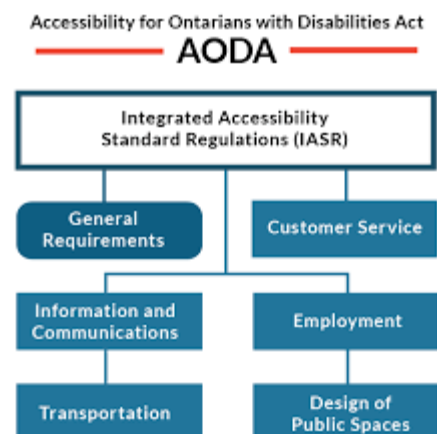 Accessibility for Ontarians with Disabilities Act
AODA
Integrated Accessibility
Standard Regulations (IASR)
General
Requirements
Customer Service
Information and
Communications
Employment
Transportation
Design of
Public Spaces